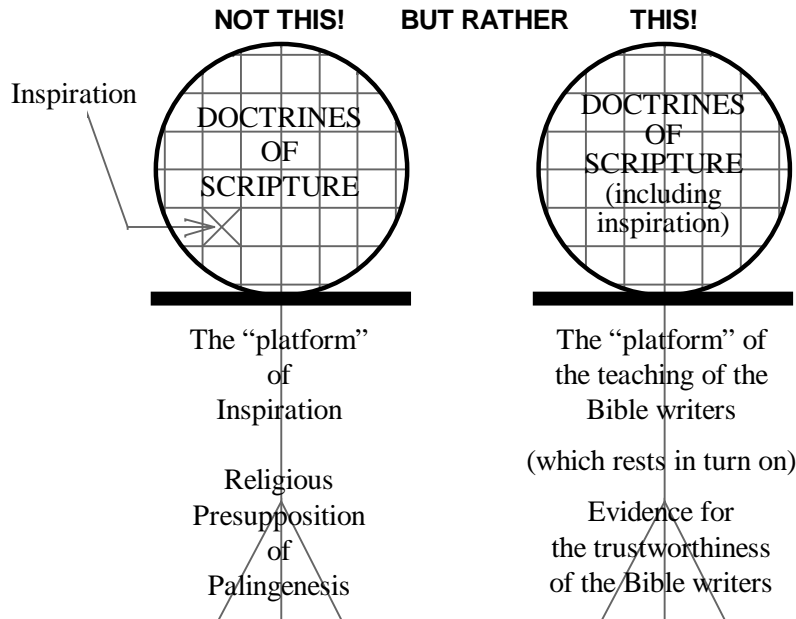 NOT THIS! BUT RATHER THIS!
Inspiration
DOCTRINES
OF
SCRIPTURE
The “platform”
of
Inspiration
Religious
Presupposition
of
Palingenesis
DOCTRINES
OF
SCRIPTURE
(including
inspiration)
The “platform” of
the teaching of the
Bible writers
(which rests in turn on)
Evidence for
the trustworthiness
of the Bible writers